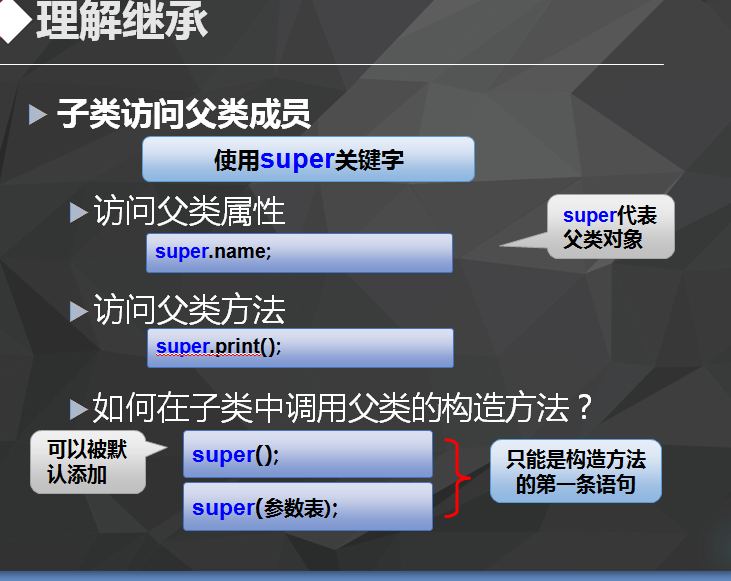 理解继承
子类访问父类成员
使用super关键字
访问父类属性
super.name;
super代表
父类对象
访问父类方法
super.print();
如何在子类中调用父类的构造方法？
可以被默
认添加
super();
super(参数表);
只能是构造方法
的第一条语句